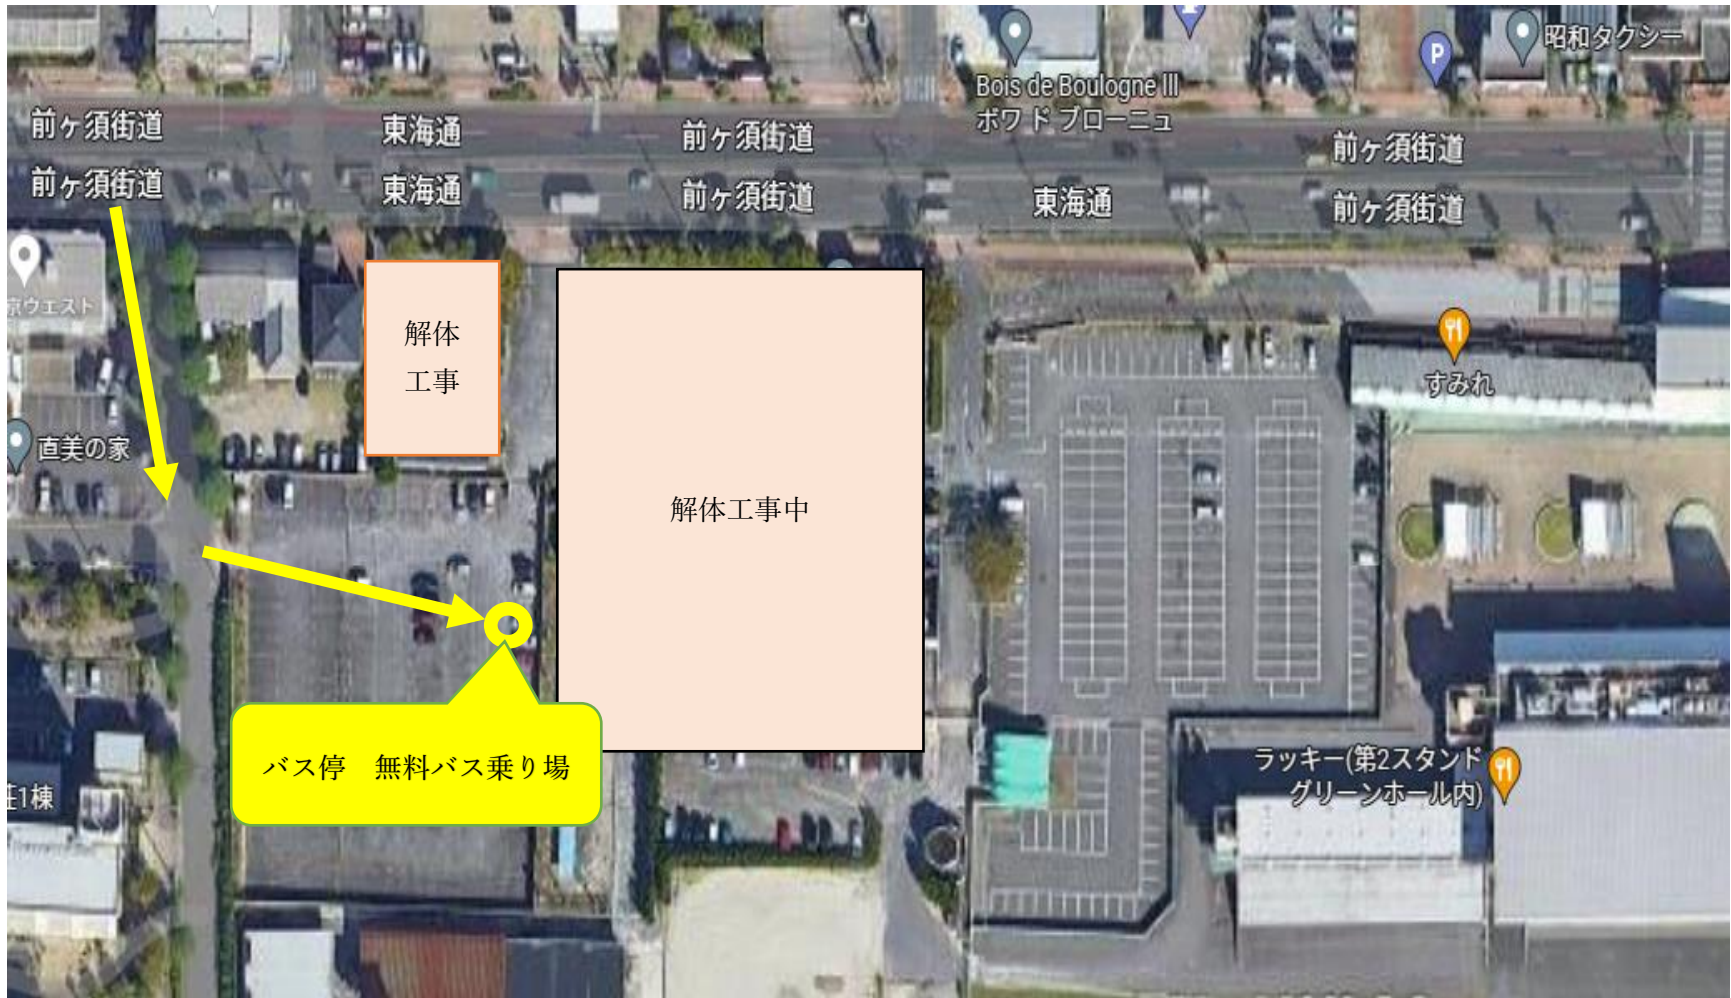 昭和タクシー
P
Bois de Boulogne III
ボワ ド ブローニュ
前ヶ須街道
東海通
前ヶ須街道
前ヶ須街道
前ヶ須街道
東海通
前ヶ須街道
東海通
前ヶ須街道
京ウエスト
解体
工事
すみれ
直美の家
解体工事中
バス停　無料バス乗り場
ラッキー(第2スタンド
グリーンホール内)
荘1棟